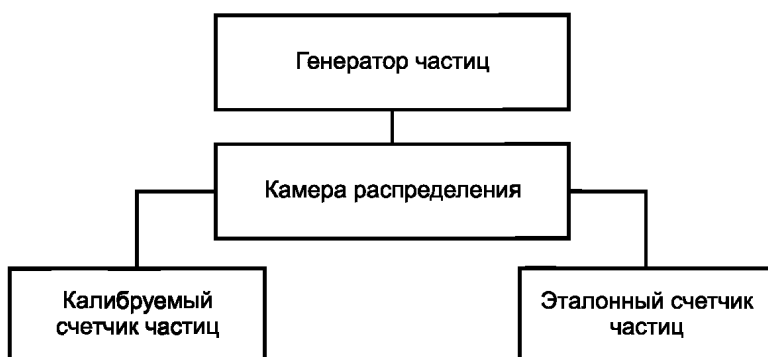 Генератор частиц
Камера распределения
Калибруемый
счетчик частиц
Эталонный счетчик
частиц